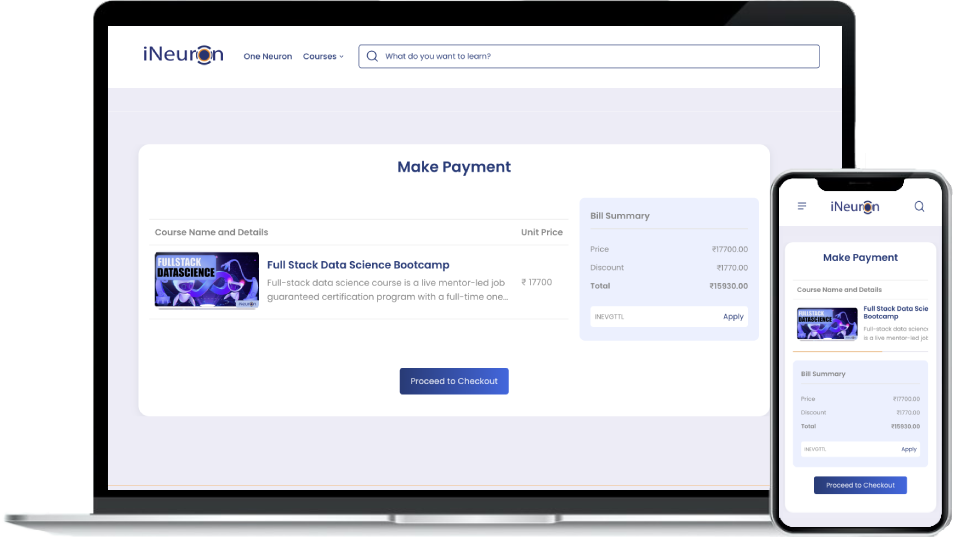 iNeuron
One Neuron
Courses
What do you want to learn?
Make Payment
Course Name and Details
Unit Price
FULLSTACK
DATASCIENCE
iNeuron
Full Stack Data Science Bootcamp
Full-stack data science course is a live mentor-led job
guaranteed certification program with a full-time one...
₹ 17700
Bill Summary
Price ₹17700.00
Discount ₹1770.00
Total ₹15930.00
INEVGTTL Apply
Proceed to Checkout
iNeuron
Make Payment
Course Name and Details
FULLSTACK
DATASCIENCE
Full Stack Data Scie
Bootcamp
Full-stack data scienc
is a live mentor-led jot
Bill Summary
Price ₹17700.00
Discount ₹1770.00
Total ₹15930.00
INEVGTTL Apply
Proceed to Checkout